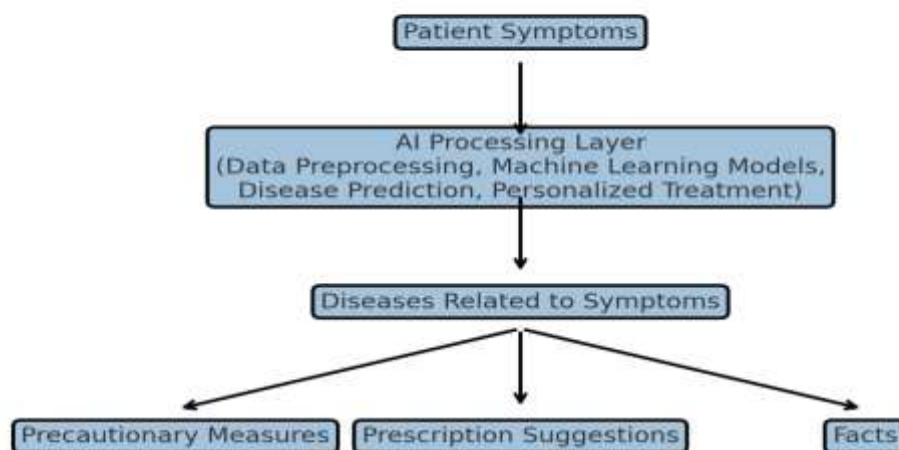 Patient Symptoms
AI Processing Layer
(Data Preprocessing, Machine Learning Models,
Disease Prediction, Personalized Treatment)
Diseases Related to Symptoms
Precautionary Measures
Prescription Suggestions
Facts